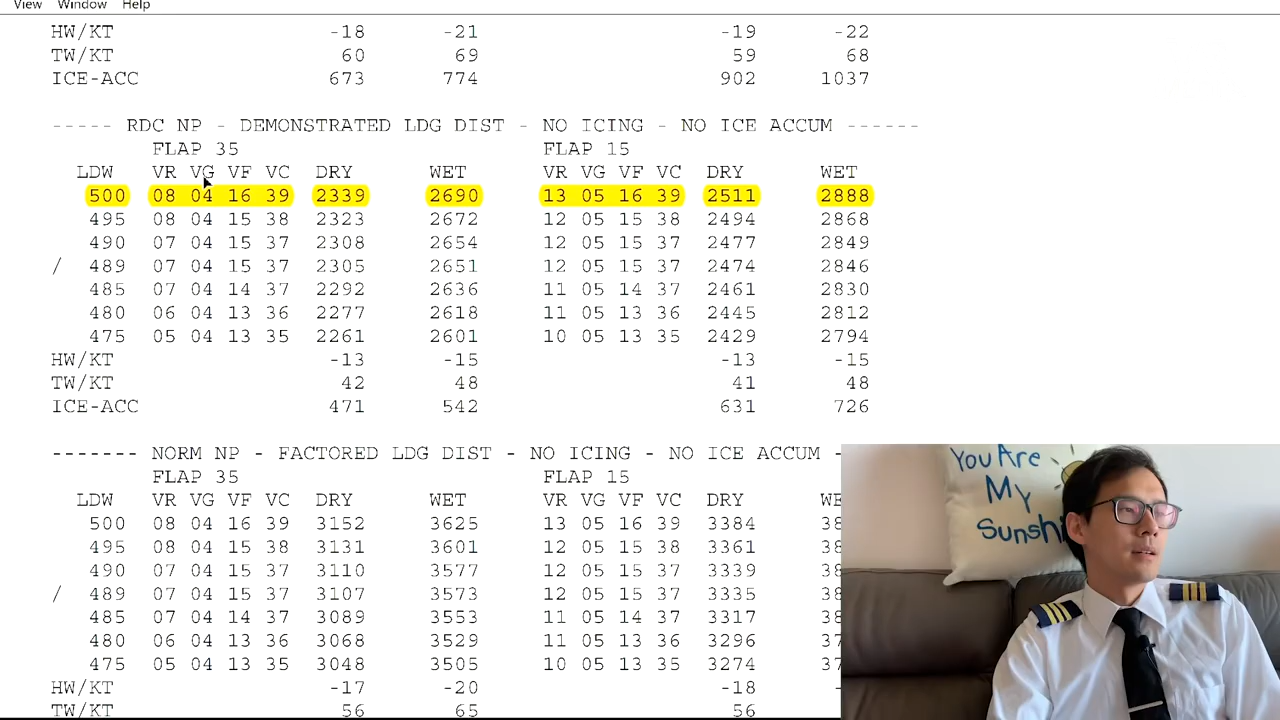 View Window Help
HW/KT -18 -21 -19 -22
TW/KT 60 69 59 68
ICE-ACC 673 774 902 1037
----- RDC NP - DEMONSTRATED LDG DIST - NO ICING - NO ICE ACCUM ------
FLAP 35 FLAP 15
LDW VR VG VF VC DRY WET VR VG VF VC DRY WET
500 08 04 16 39 2339 2690 13 05 16 39 2511 2888
495 08 04 15 38 2323 2672 12 05 15 38 2494 2868
490 07 04 15 37 2308 2654 12 05 15 37 2477 2849
/ 489 07 04 15 37 2305 2651 12 05 15 37 2474 2846
485 07 04 14 37 2292 2636 11 05 14 37 2461 2830
480 06 04 13 36 2277 2618 11 05 13 36 2445 2812
475 05 04 13 35 2261 2601 10 05 13 35 2429 2794
HW/KT -13 -15 -13 -15
TW/KT 42 48 41 48
ICE-ACC 471 542 631 726
------- NORM NP - FACTORED LDG DIST - NO ICING - NO ICE ACCUM -
FLAP 35 FLAP 15
LDW VR VG VF VC DRY WET VR VG VF VC DRY WE
500 08 04 16 39 3152 3625 13 05 16 39 3384 38
495 08 04 15 38 3131 3601 12 05 15 38 3361 38
490 07 04 15 37 3110 3577 12 05 15 37 3339 38
/ 489 07 04 15 37 3107 3573 12 05 15 37 3335 38
485 07 04 14 37 3089 3553 11 05 14 37 3317 38
480 06 04 13 36 3068 3529 11 05 13 36 3296 37
475 05 04 13 35 3048 3505 10 05 13 35 3274 37
HW/KT -17 -20 -18 -
TW/KT 56 65 56
You Are
My
Sunshi